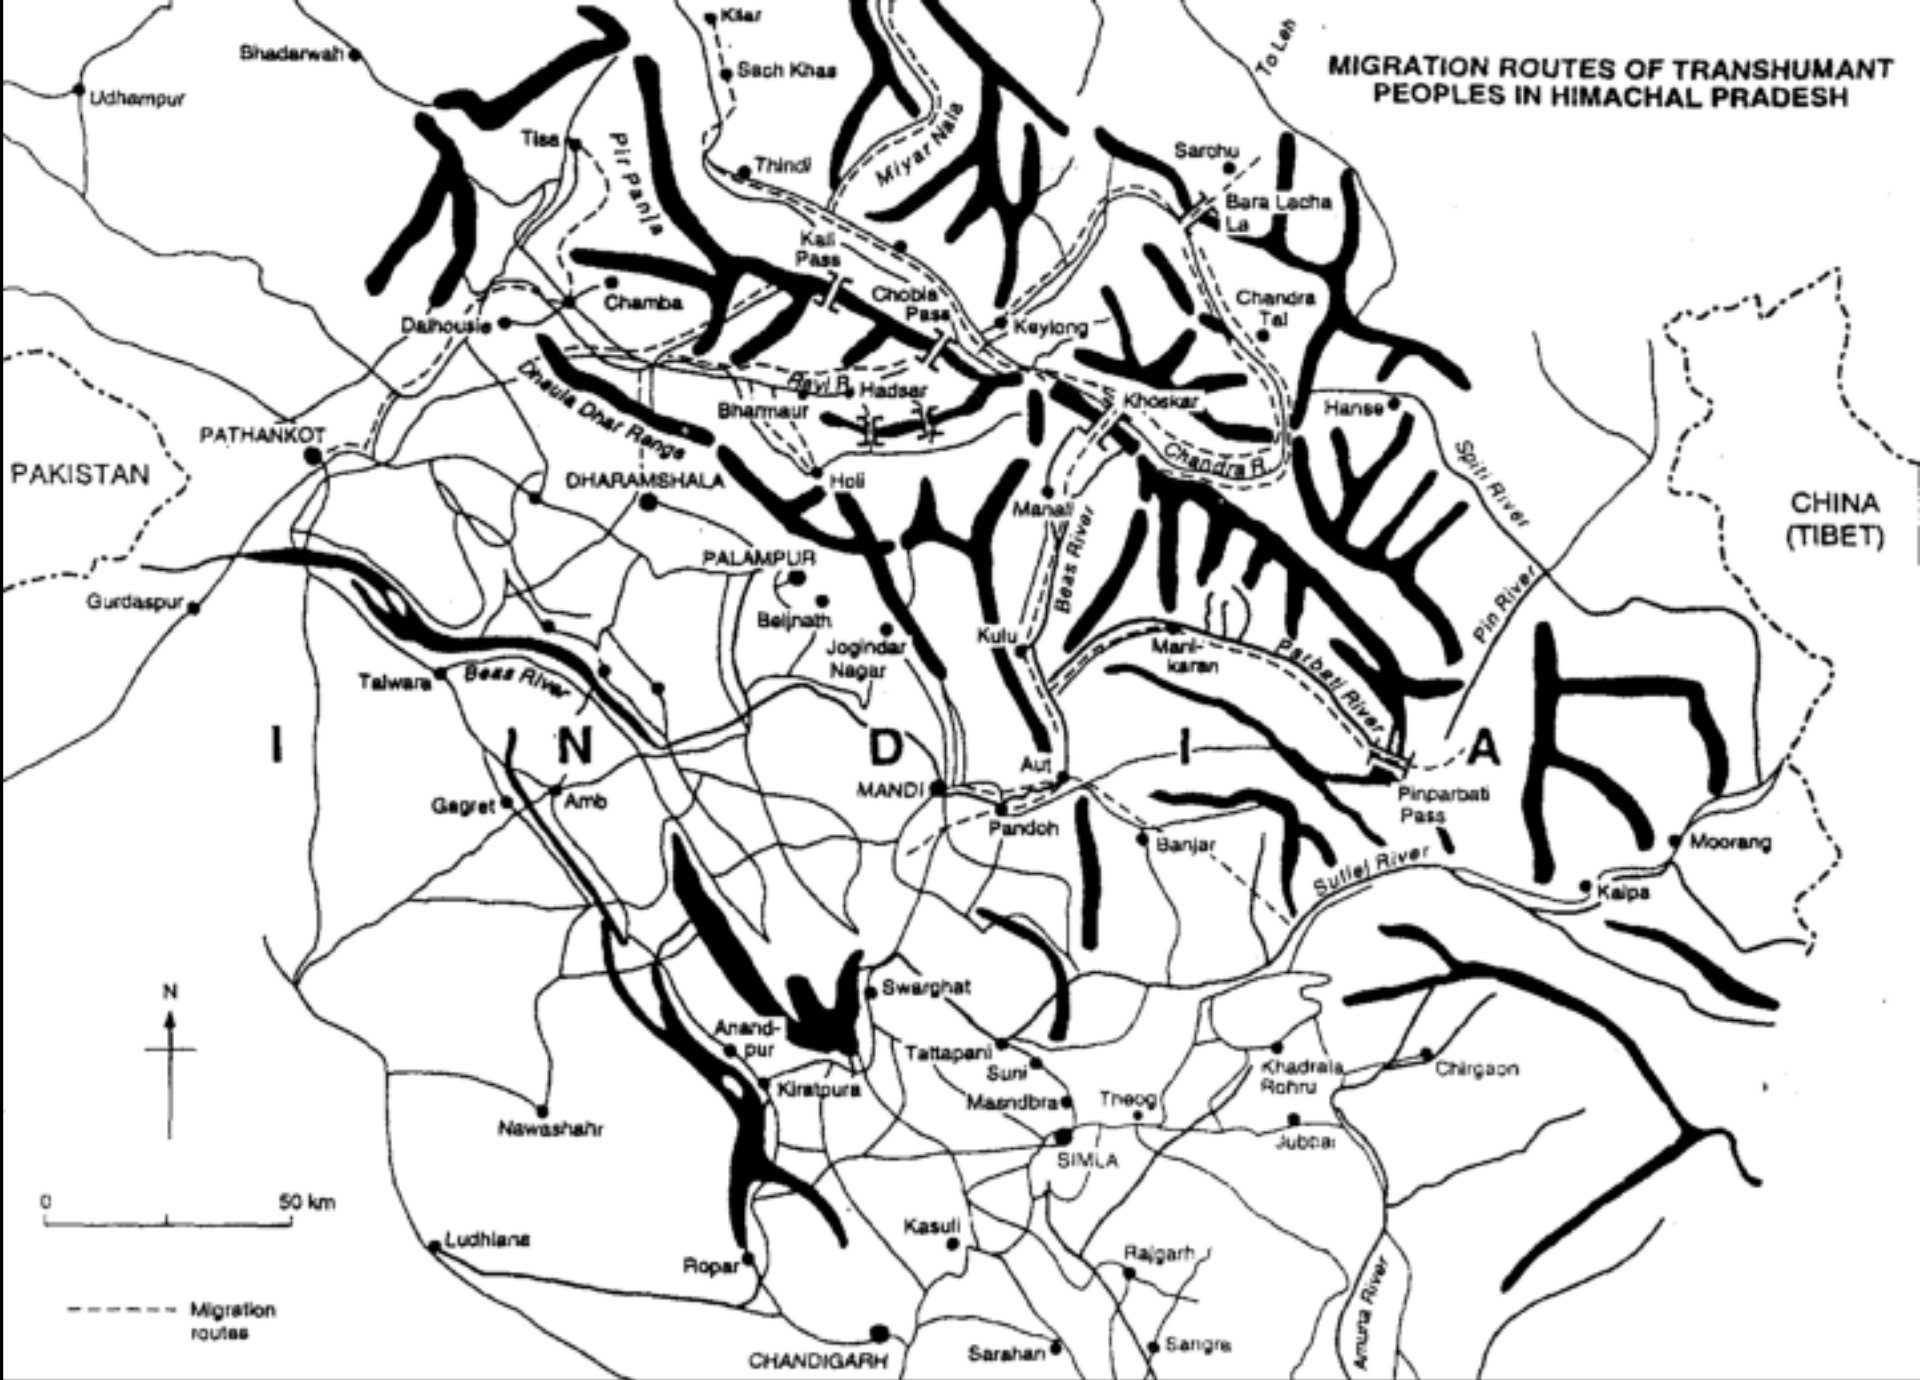 MIGRATION ROUTES OF TRANSHUMANT
PEOPLES IN HIMACHAL PRADESH
Kilar
To Leh
Bhadarwah
Sach Khas
Udhampur
Tisa
Pir Panja
Thindi
Miyar Nala
Sarchu
Bara Lacha
La
Kali
Pass
Chamba
Chobia
Pass
Chandra
Tal
Dalhousie
Keylong
Dhaula Dhar Range
Ravi R.
Hadsar
Bharmaur
Khoskar
Hanse
PATHANKOT
PAKISTAN
Chandra R.
Spiti River
DHARAMSHALA
Holi
Manali
CHINA
(TIBET)
Beas River
PALAMPUR
Gurdaspur
Beijnath
Pin River
Jogindar
Nagar
Kulu
Mani-
karan
Parbati River
Talwara
Beas River
I N D I A
Aut
MANDI
Gagret
Amb
Pandoh
Pinparbati
Pass
Banjar
Moorang
Sutlej River
Kalpa
N
Swarghat
Anand-
pur
Tattapani
Suni
Khadrala
Rohru
Chirgaon
Kiratpura
Masndbra
Theog
Nawashahr
Jubbal
SIMLA
0 50 km
Kasuli
Ludhiana
Ropar
Rajgarh
Amuna River
Migration
routes
CHANDIGARH
Sarahan
Sangra